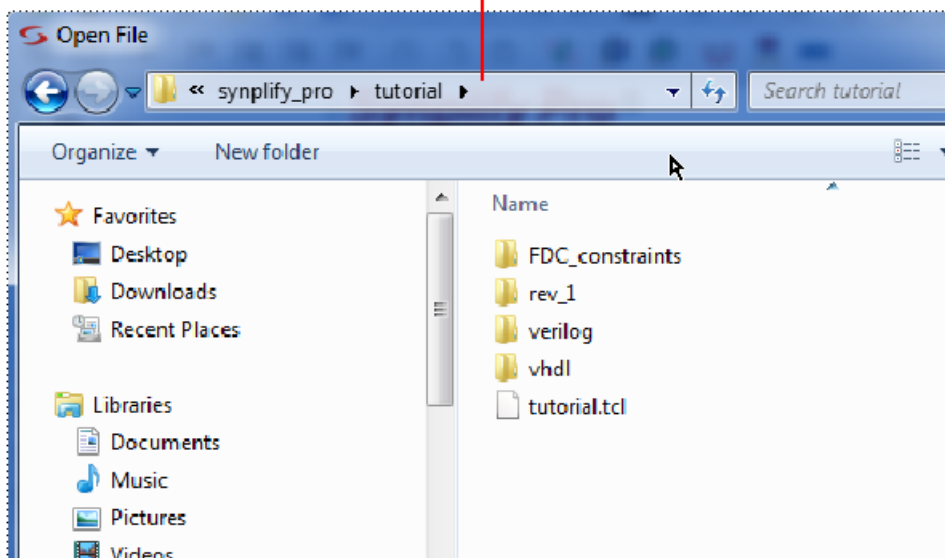 Open File
« synplify_pro ▸ tutorial ▸
Search tutorial
Organize ▾ New folder
Favorites
Desktop
Downloads
Recent Places
Libraries
Documents
Music
Pictures
Videos
Name
FDC_constraints
rev_1
verilog
vhdl
tutorial.tcl